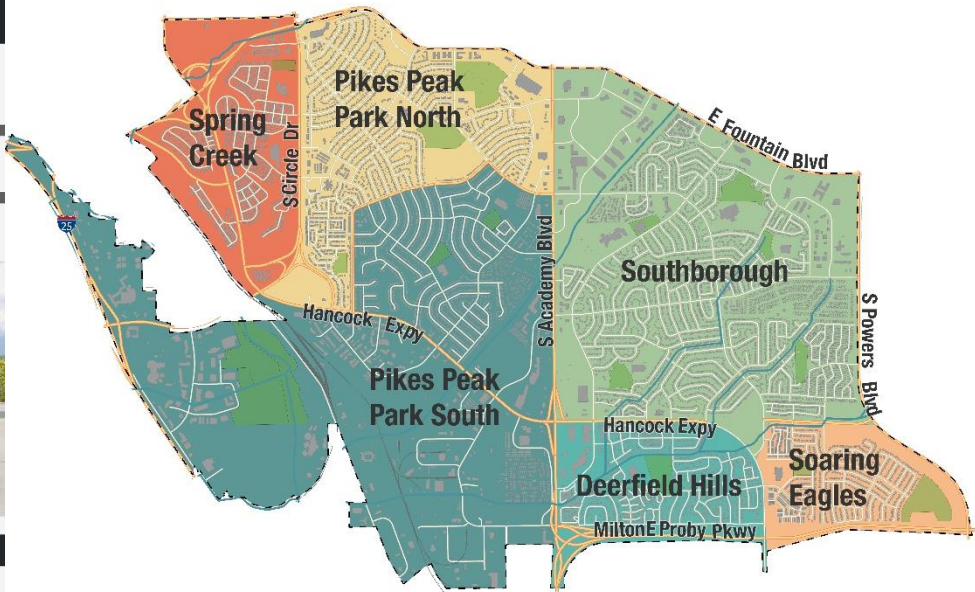 Pikes Peak
Park North
Spring
Creek
S Circle Dr
E Fountain Blvd
25
S Academy Blvd
Southborough
Hancock Expy
S Powers Blvd
Pikes Peak
Park South
Hancock Expy
Soaring
Eagles
Deerfield Hills
Milton E Proby Pkwy